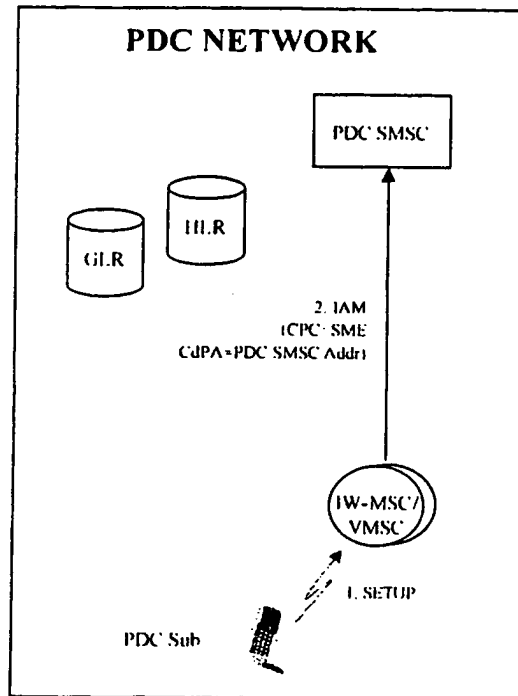 PDC NETWORK
PDC SMSC
HLR
GLR
2. IAM
(CPC: SME
CdPA=PDC SMSC Addr)
IW-MSC/
VMSC
1. SETUP
PDC Sub